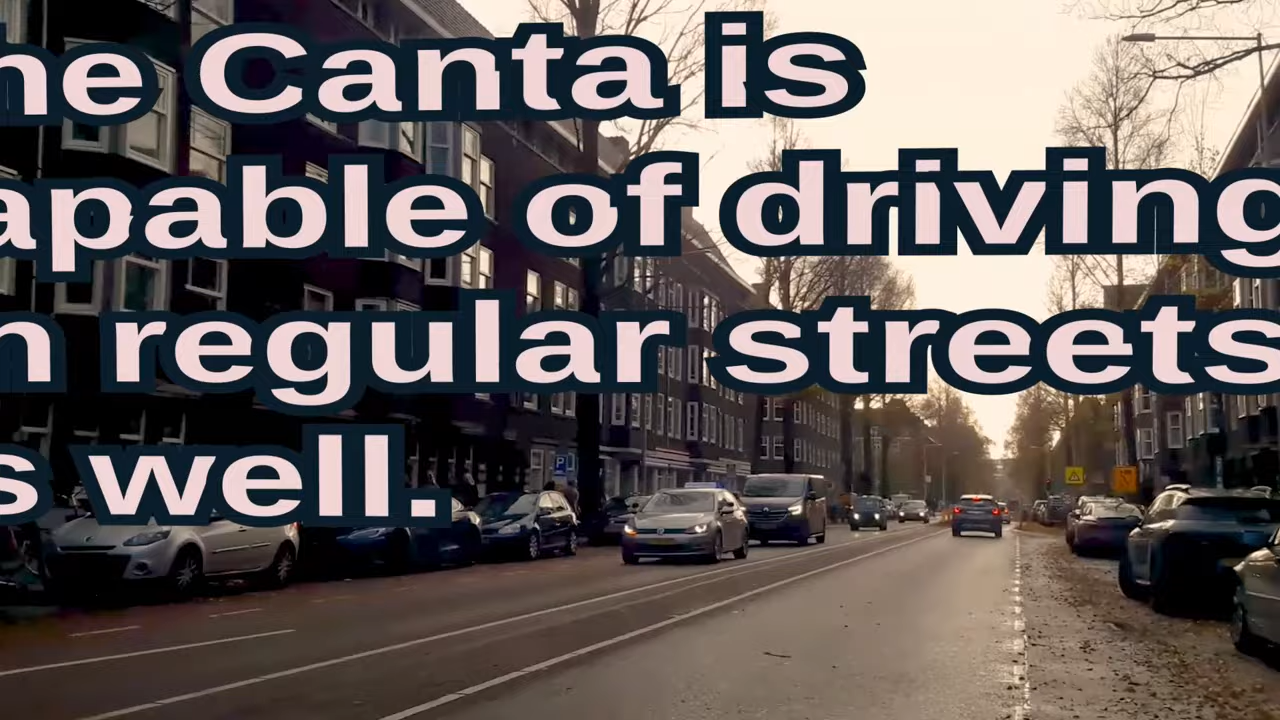 he Canta is
apable of driving
n regular streets
s well.
P